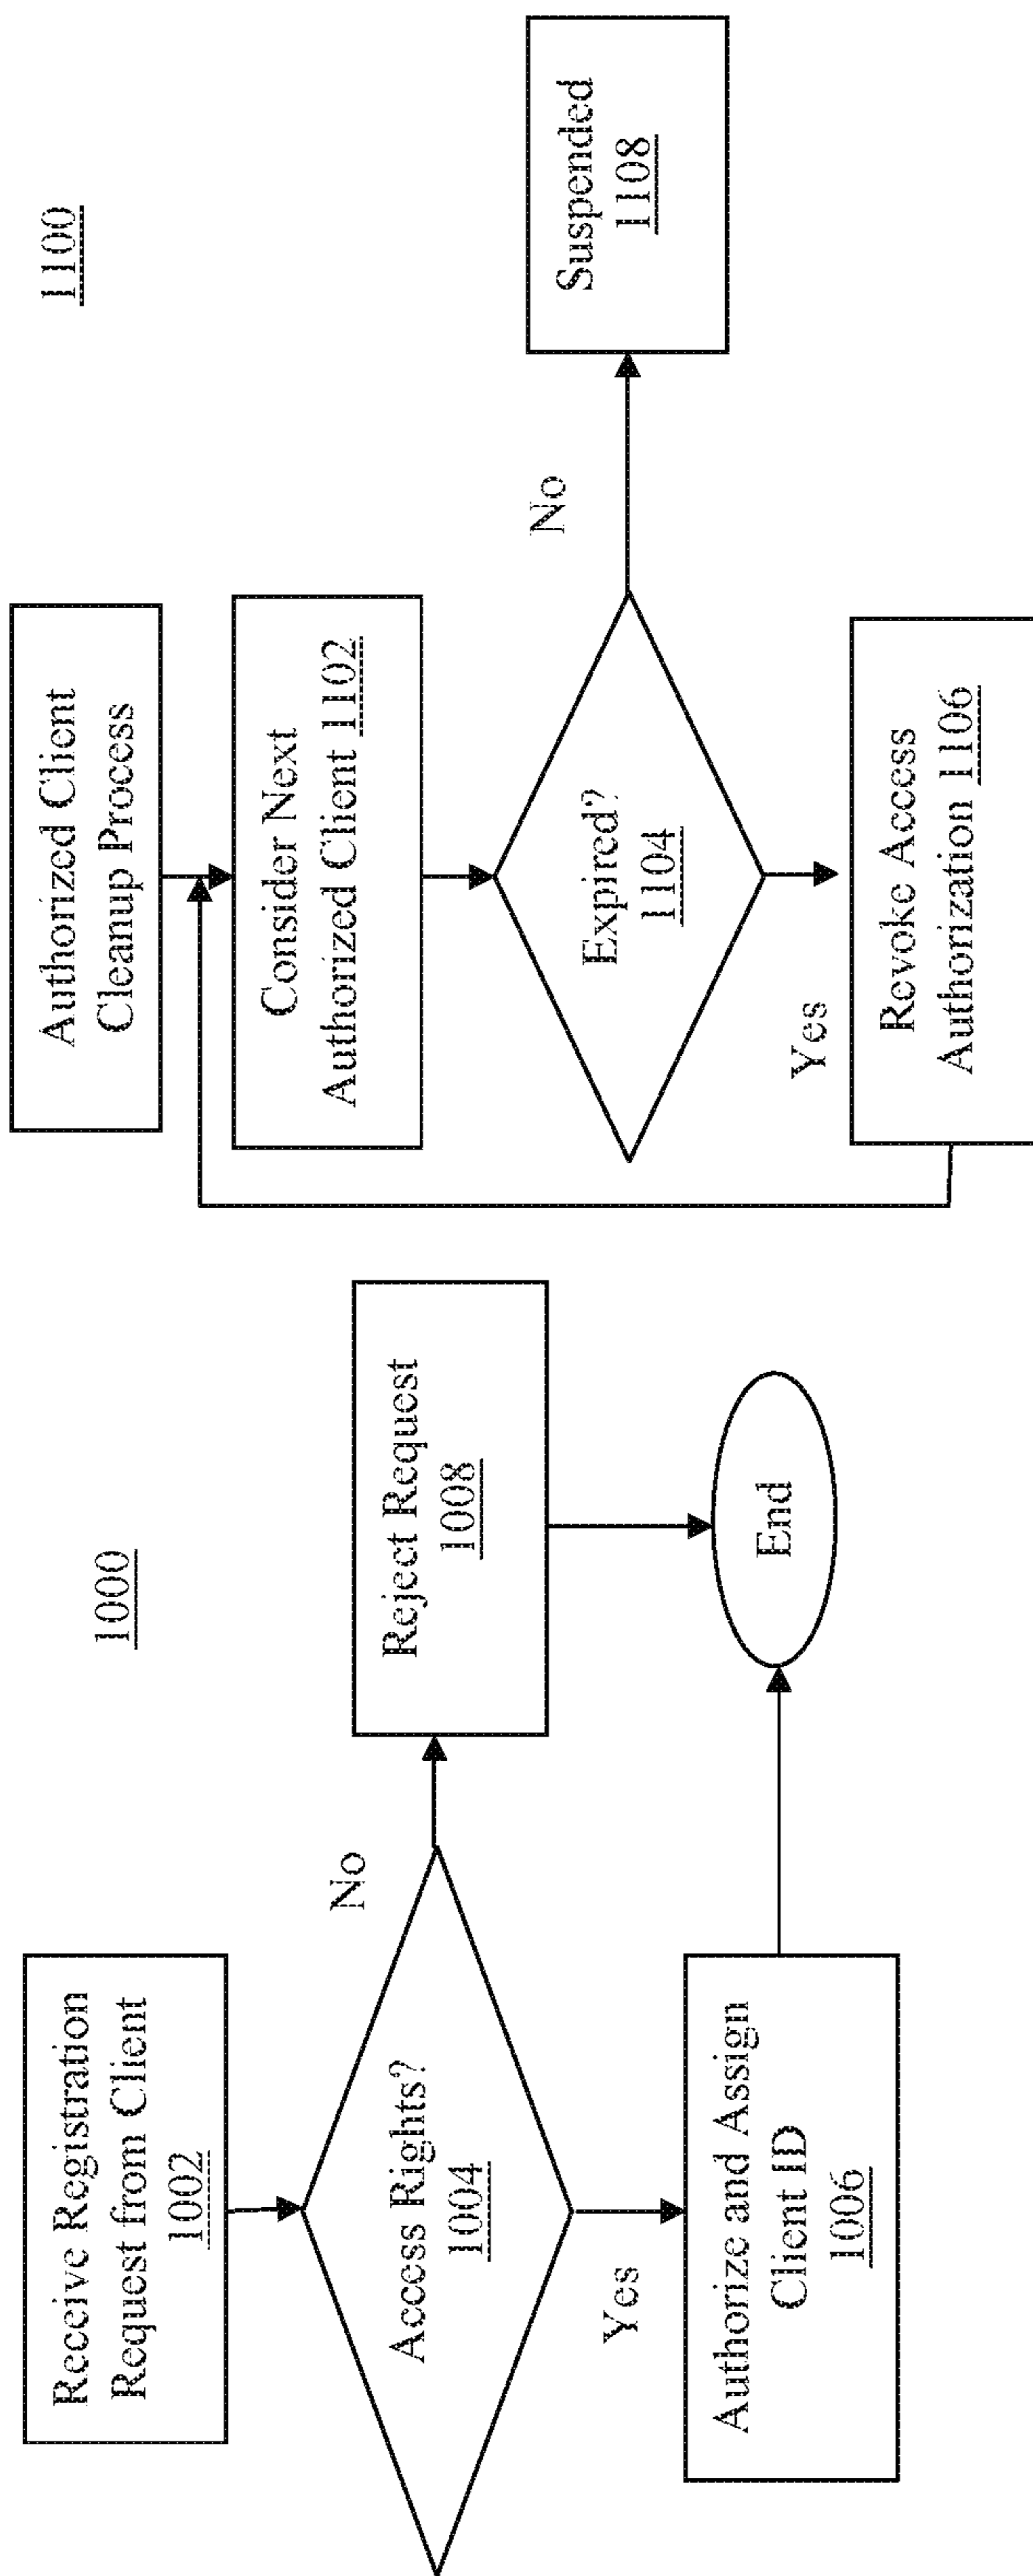 1000
Receive Registration
Request from Client
1002
Access Rights?
1004
No
Reject Request
1008
Yes
Authorize and Assign
Client ID
1006
End
1100
Authorized Client
Cleanup Process
Consider Next
Authorized Client 1102
Expired?
1104
No
Suspended
1108
Yes
Revoke Access
Authorization 1106